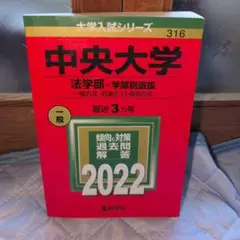 大学入試シリーズ
316
中央大学
法学部－学部別選抜
一般方式・共通テスト併用方式
最近3カ年
一般
傾向と対策
過去問
解答
2022
教学社